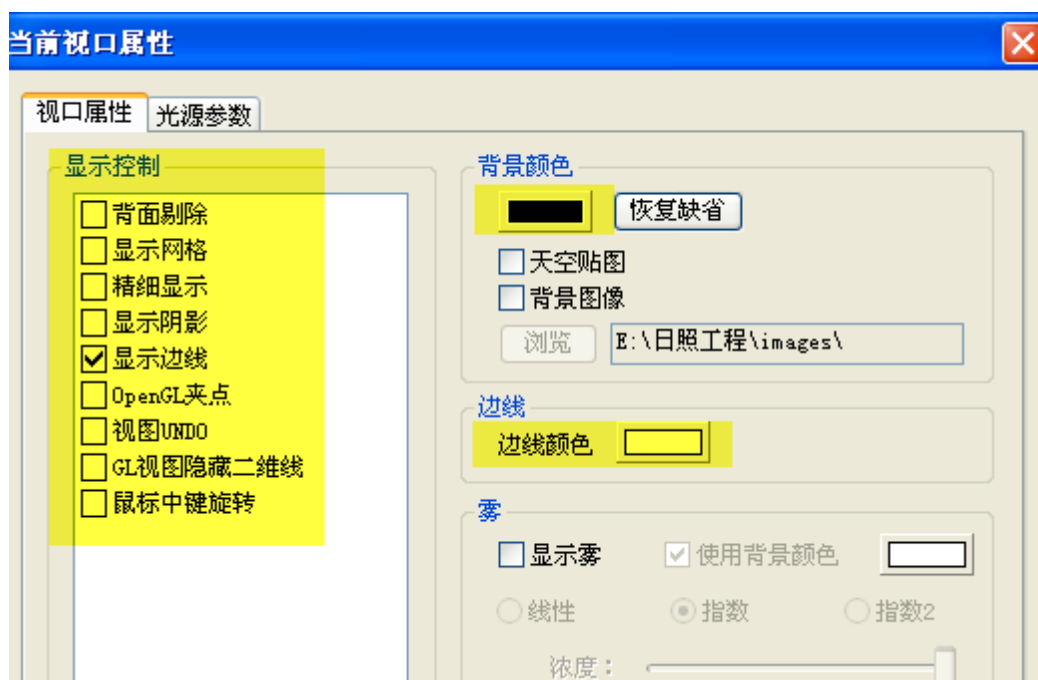 当前视口属性
视口属性 光源参数
显示控制
背面剔除
显示网格
精细显示
显示阴影
显示边线
OpenGL夹点
视图UNDO
GL视图隐藏二维线
鼠标中键旋转
背景颜色
恢复缺省
天空贴图
背景图像
浏览 E:\日照工程\images\
边线
边线颜色
雾
显示雾 使用背景颜色
线性 指数 指数2
浓度: